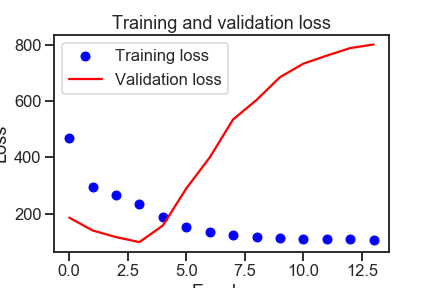 Training and validation loss
Training loss
Validation loss
800
600
400
200
Loss
0.0 2.5 5.0 7.5 10.0 12.5